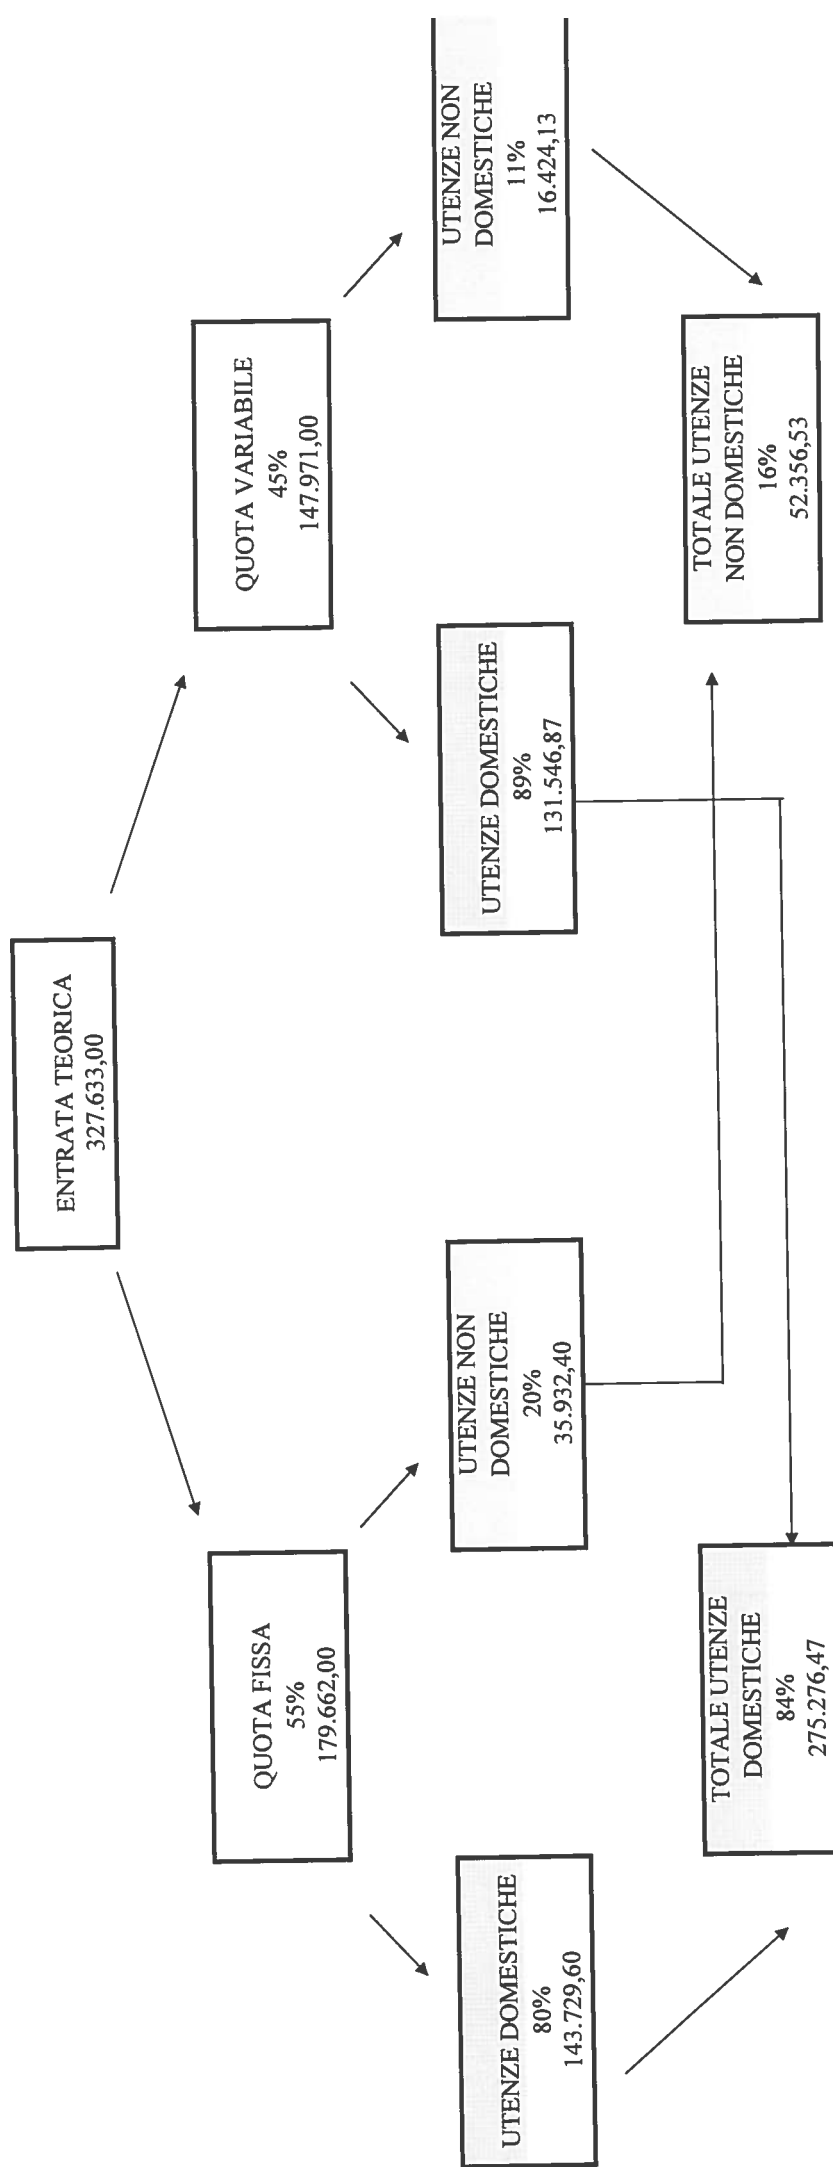 ENTRATA TEORICA
327.633,00
QUOTA FISSA
55%
179.662,00
QUOTA VARIABILE
45%
147.971,00
UTENZE DOMESTICHE
80%
143.729,60
UTENZE NON
DOMESTICHE
20%
35.932,40
UTENZE DOMESTICHE
89%
131.546,87
UTENZE NON
DOMESTICHE
11%
16.424,13
TOTALE UTENZE
DOMESTICHE
84%
275.276,47
TOTALE UTENZE
NON DOMESTICHE
16%
52.356,53